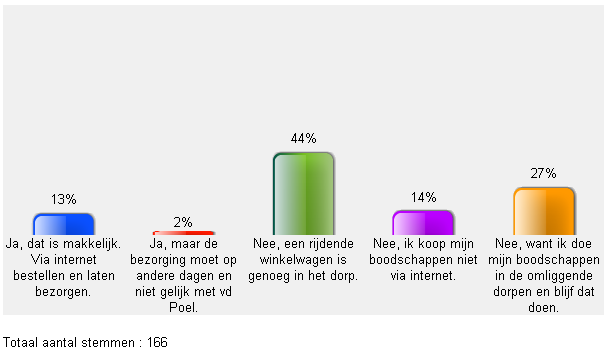 44%
27%
13%
14%
2%
Ja, dat is makkelijk.
Via internet
bestellen en laten
bezorgen.
Ja, maar de
bezorging moet op
andere dagen en
niet gelijk met vd
Poel.
Nee, een rijdende
winkelwagen is
genoeg in het dorp.
Nee, ik koop mijn
boodschappen niet
via internet.
Nee, want ik doe
mijn boodschappen
in de omliggende
dorpen en blijf dat
doen.
Totaal aantal stemmen : 166